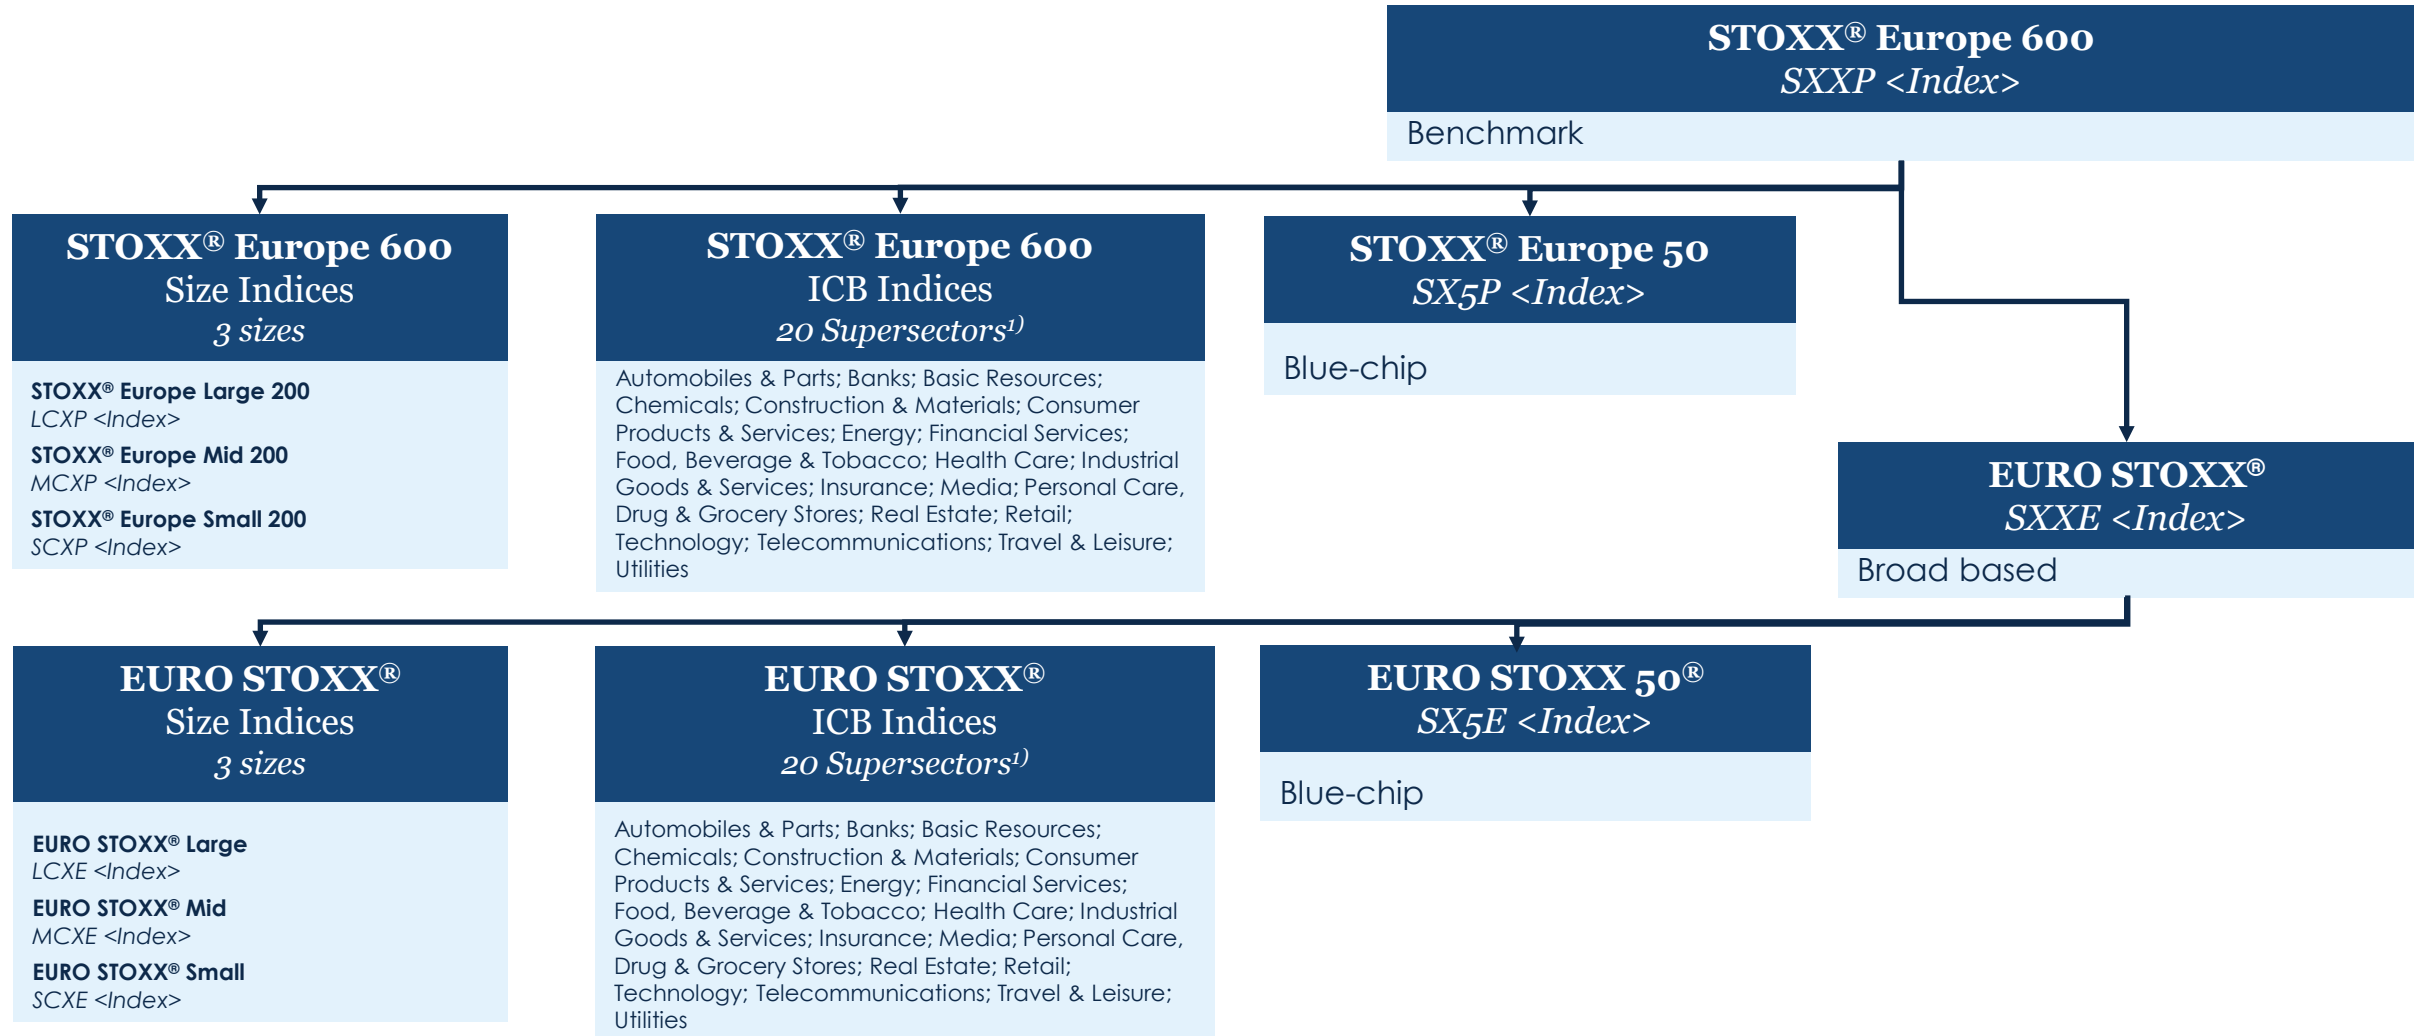 STOXX® Europe 600
SXXP <Index>
Benchmark
STOXX® Europe 600
Size Indices
3 sizes
STOXX® Europe Large 200
LCXP <Index>
STOXX® Europe Mid 200
MCXP <Index>
STOXX® Europe Small 200
SCXP <Index>
STOXX® Europe 600
ICB Indices
20 Supersectors¹⁾
Automobiles & Parts; Banks; Basic Resources;
Chemicals; Construction & Materials; Consumer
Products & Services; Energy; Financial Services;
Food, Beverage & Tobacco; Health Care; Industrial
Goods & Services; Insurance; Media; Personal Care,
Drug & Grocery Stores; Real Estate; Retail;
Technology; Telecommunications; Travel & Leisure;
Utilities
STOXX® Europe 50
SX5P <Index>
Blue-chip
EURO STOXX®
SXXE <Index>
Broad based
EURO STOXX®
Size Indices
3 sizes
EURO STOXX® Large
LCXE <Index>
EURO STOXX® Mid
MCXE <Index>
EURO STOXX® Small
SCXE <Index>
EURO STOXX®
ICB Indices
20 Supersectors¹⁾
Automobiles & Parts; Banks; Basic Resources;
Chemicals; Construction & Materials; Consumer
Products & Services; Energy; Financial Services;
Food, Beverage & Tobacco; Health Care; Industrial
Goods & Services; Insurance; Media; Personal Care,
Drug & Grocery Stores; Real Estate; Retail;
Technology; Telecommunications; Travel & Leisure;
Utilities
EURO STOXX 50®
SX5E <Index>
Blue-chip